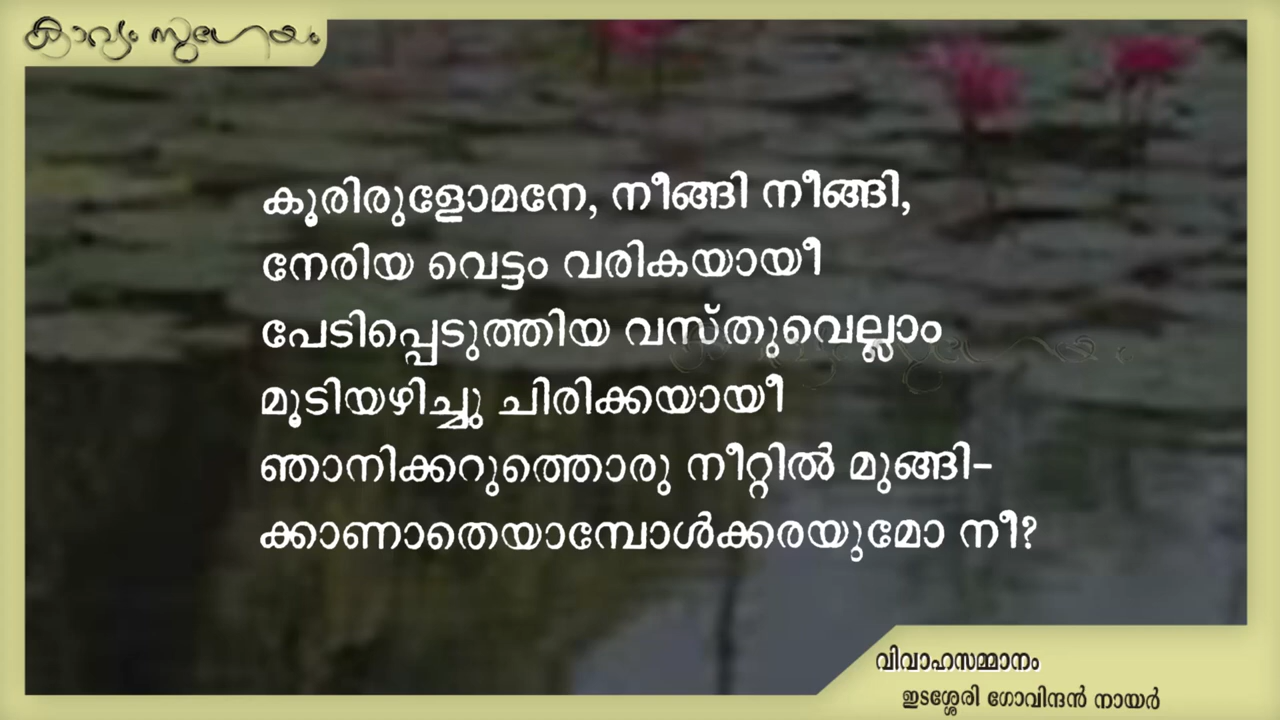 കാവ്യം സുഗേയം
കൂരിരുളോമനേ, നീങ്ങി നീങ്ങി,
നേരിയ വെട്ടം വരികയായീ
പേടിപ്പെടുത്തിയ വസ്തുവെല്ലാം
മൂടിയഴിച്ചു ചിരിക്കയായീ
ഞാനിക്കറുത്തൊരു നീറ്റിൽ മുങ്ങി–
ക്കാണാതെയാമ്പോൾക്കരയുമോ നീ?
വിവാഹസമ്മാനം
ഇടശ്ശേരി ഗോവിന്ദൻ നായർ